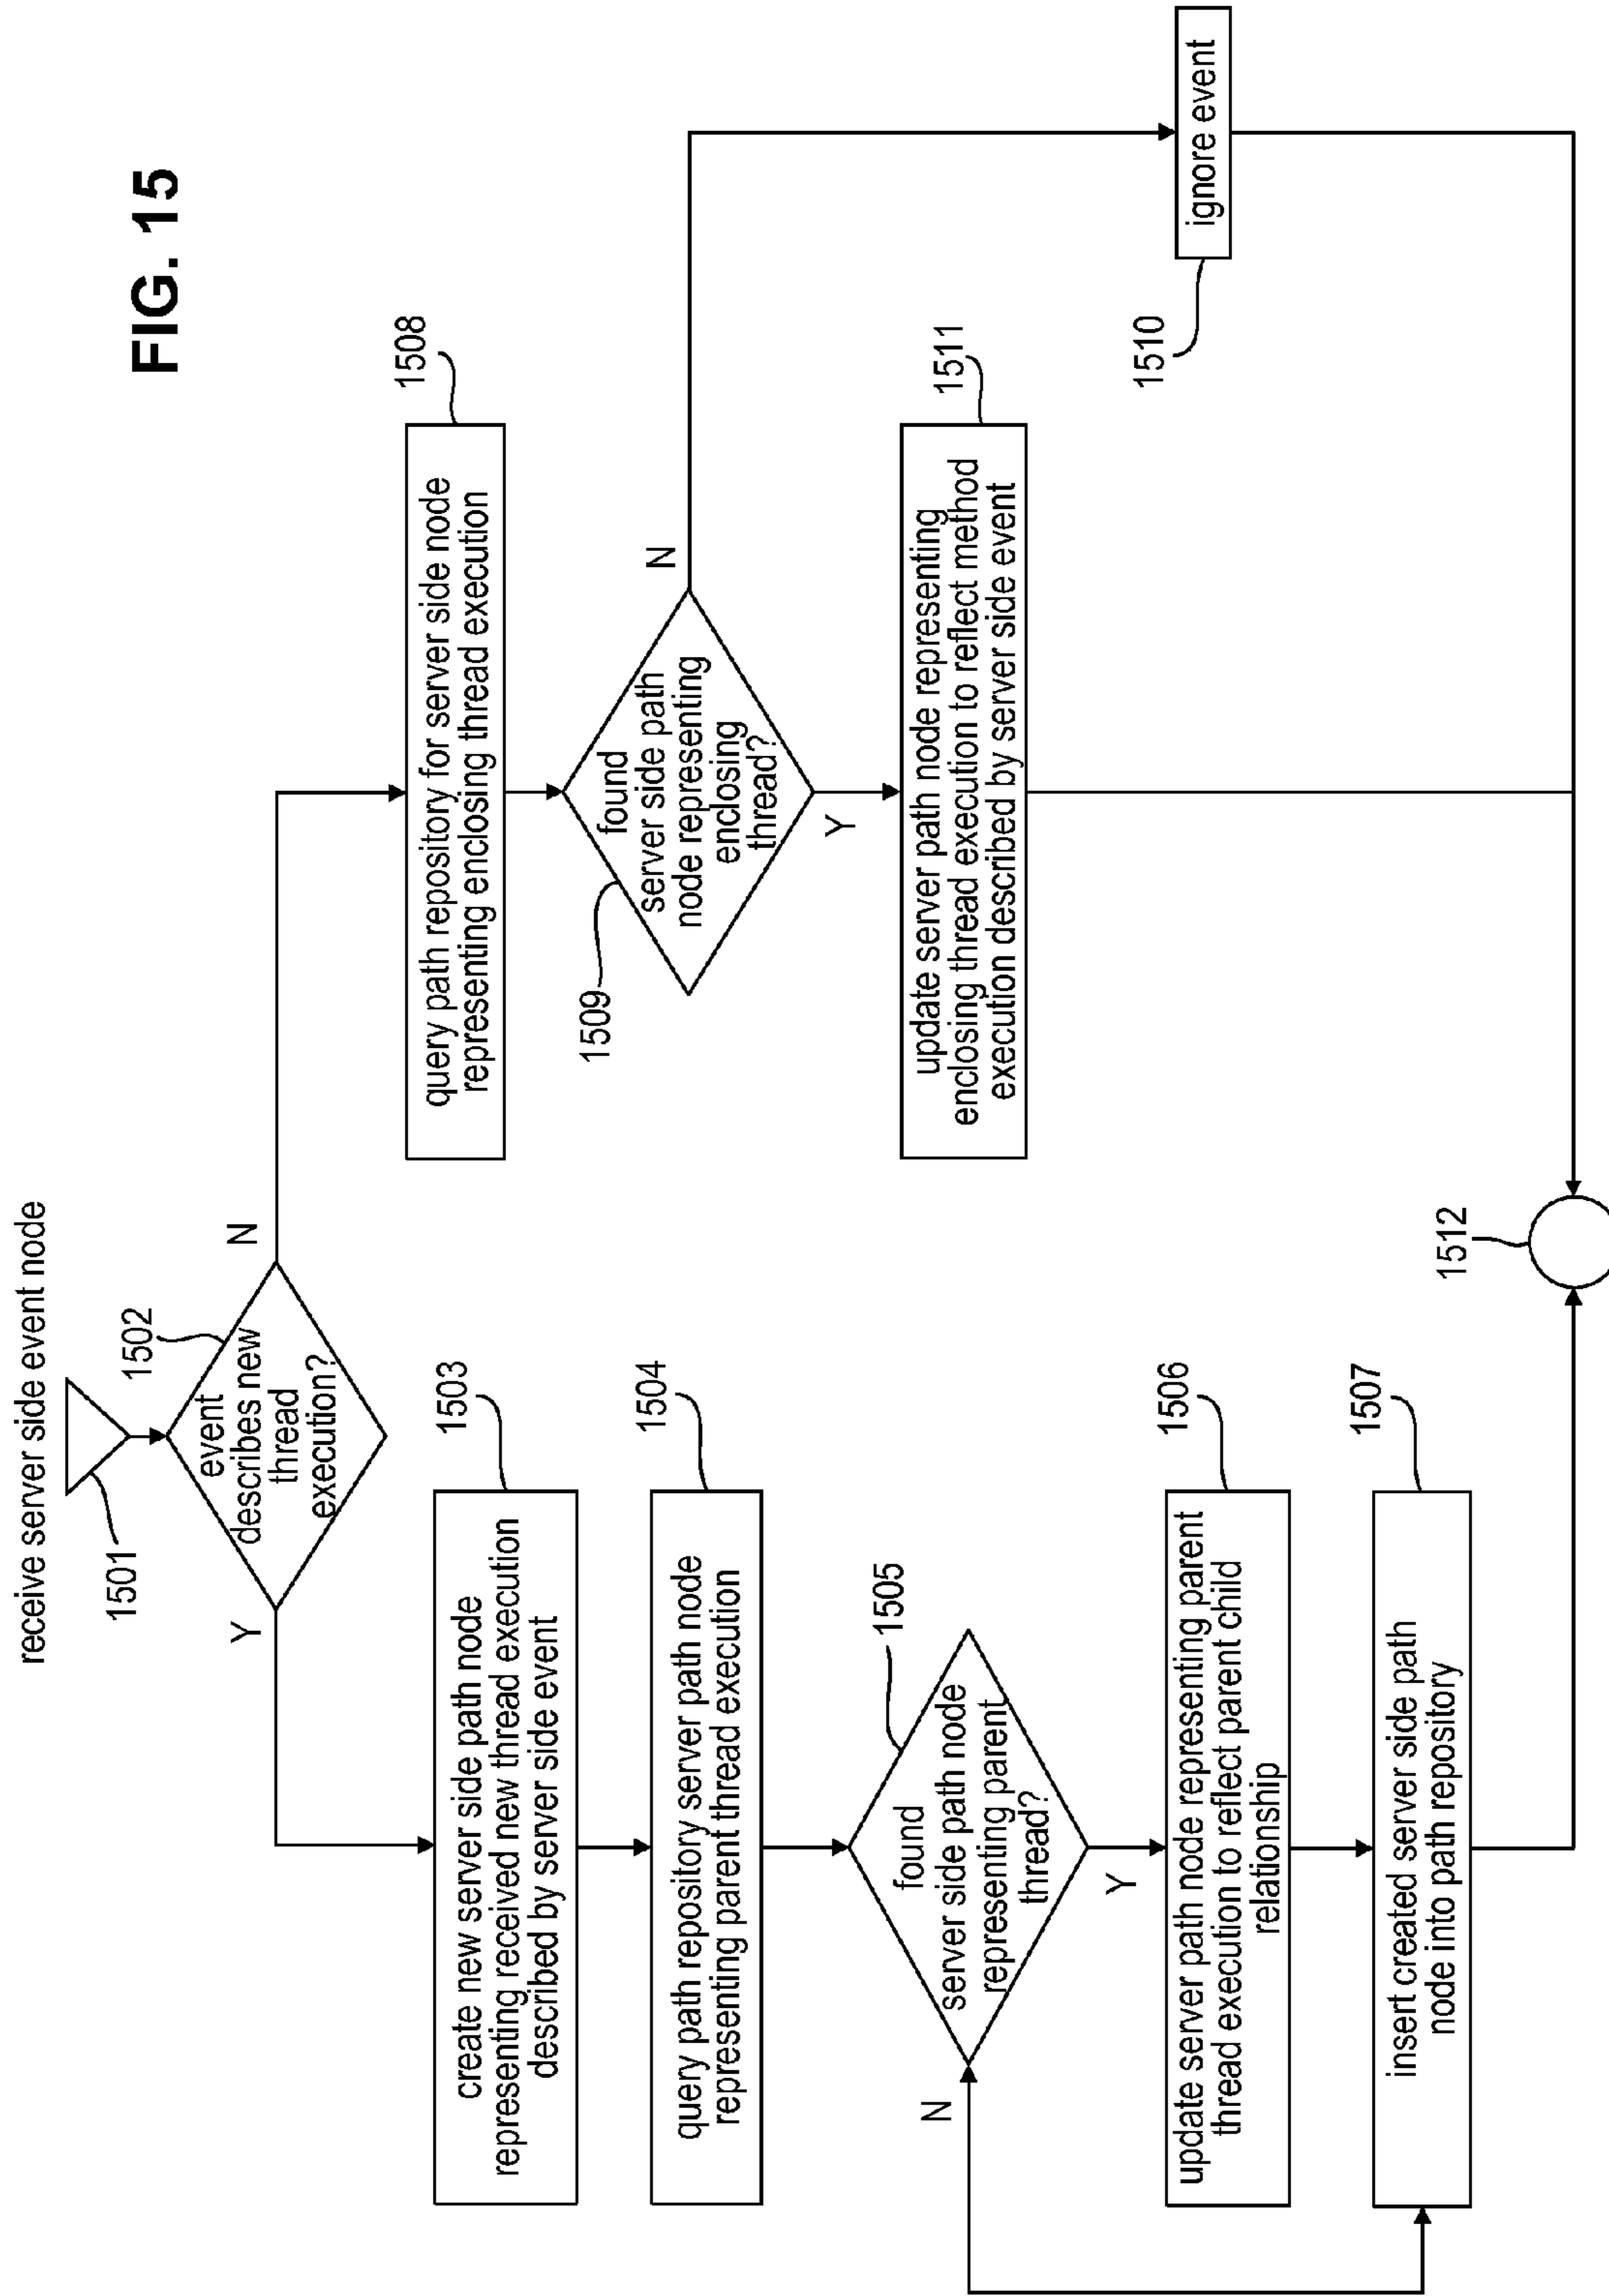 FIG. 15
receive server side event node
1501
1502
event
describes new
thread
execution?
Y
N
1503
create new server side path node
representing received new thread execution
described by server side event
1504
query path repository server path node
representing parent thread execution
1505
found
server side path node
representing parent
thread?
N
Y
1506
update server path node representing parent
thread execution to reflect parent child
relationship
1507
insert created server side path
node into path repository
1508
query path repository for server side node
representing enclosing thread execution
1509
found
server side path
node representing
enclosing
thread?
N
Y
1511
update server path node representing
enclosing thread execution to reflect method
execution described by server side event
1510
ignore event
1512